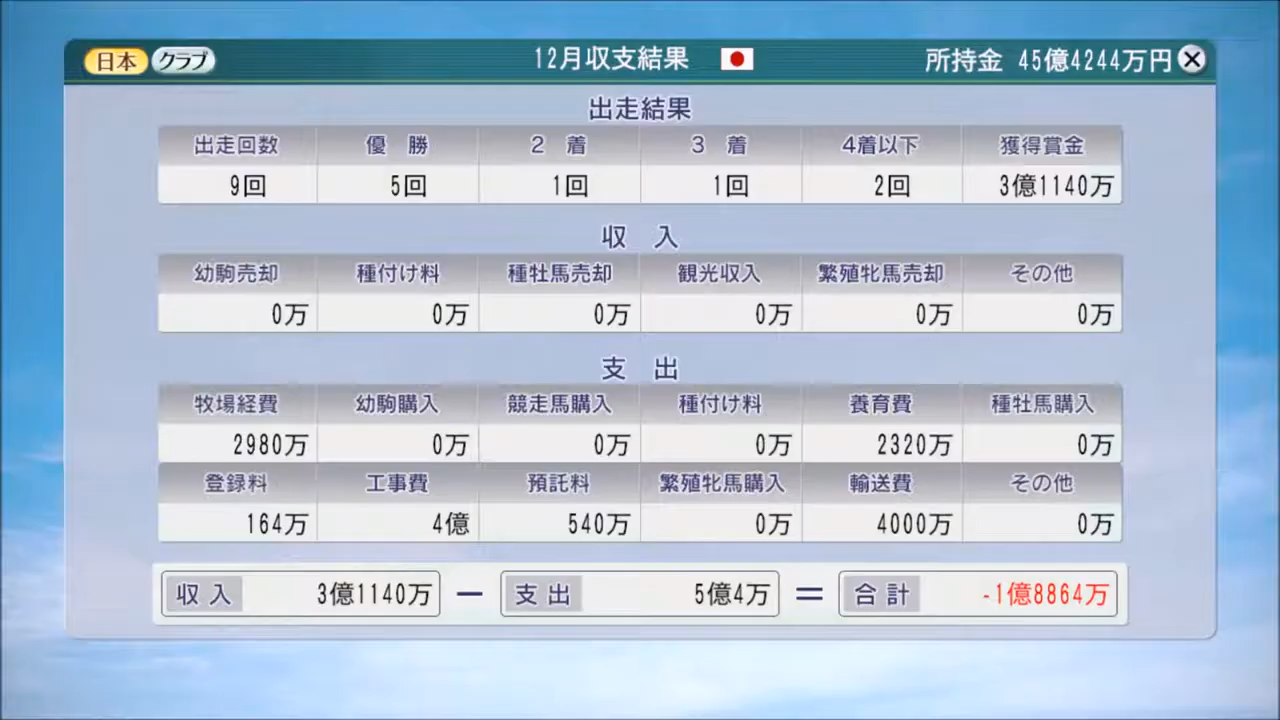 日本 クラブ 12月収支結果 所持金 45億4244万円
出走結果
出走回数 優 勝 2 着 3 着 4着以下 獲得賞金
9回 5回 1回 1回 2回 3億1140万
収 入
幼駒売却 種付け料 種牡馬売却 観光収入 繁殖牝馬売却 その他
0万 0万 0万 0万 0万 0万
支 出
牧場経費 幼駒購入 競走馬購入 種付け料 養育費 種牡馬購入
2980万 0万 0万 0万 2320万 0万
登録料 工事費 預託料 繁殖牝馬購入 輸送費 その他
164万 4億 540万 0万 4000万 0万
収 入 3億1140万 ー 支 出 5億4万 = 合 計 -1億8864万